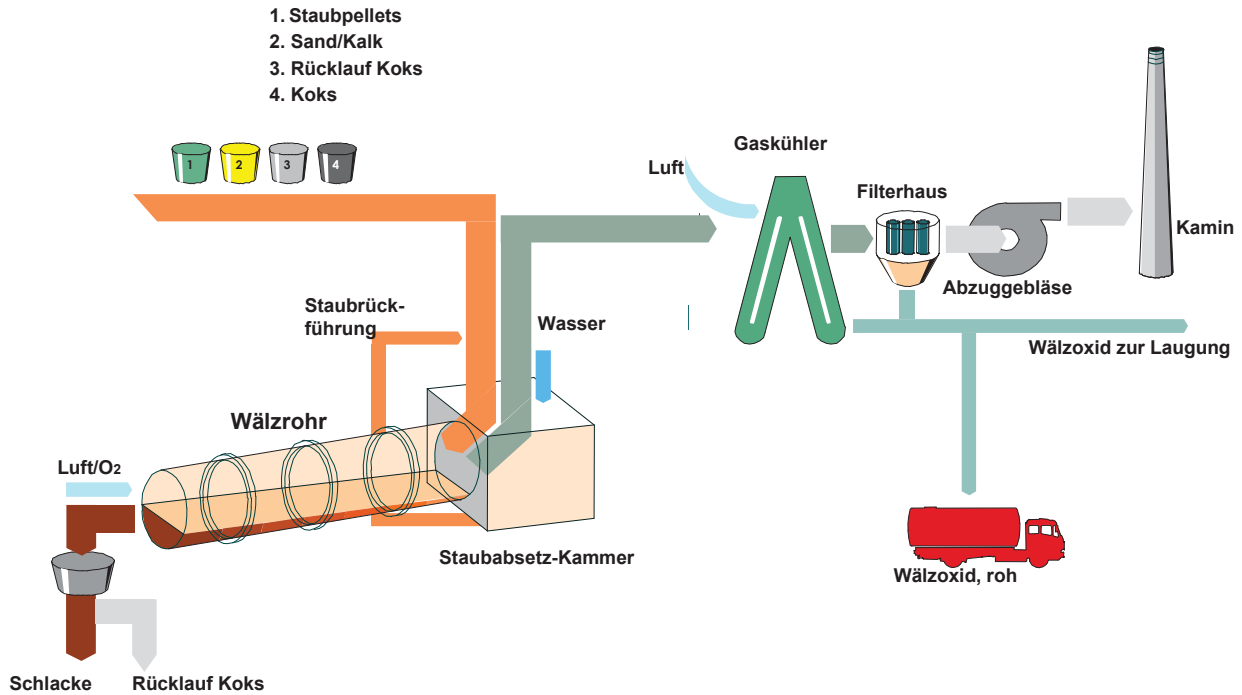 1. Staubpellets
2. Sand/Kalk
3. Rücklauf Koks
4. Koks
1 2 3 4
Luft
Gaskühler
Filterhaus
Kamin
Abzuggebläse
Staubrück-
führung
Wasser
Wälzoxid zur Laugung
Wälzrohr
Luft/O2
Staubabsetz-Kammer
Wälzoxid, roh
Schlacke
Rücklauf Koks